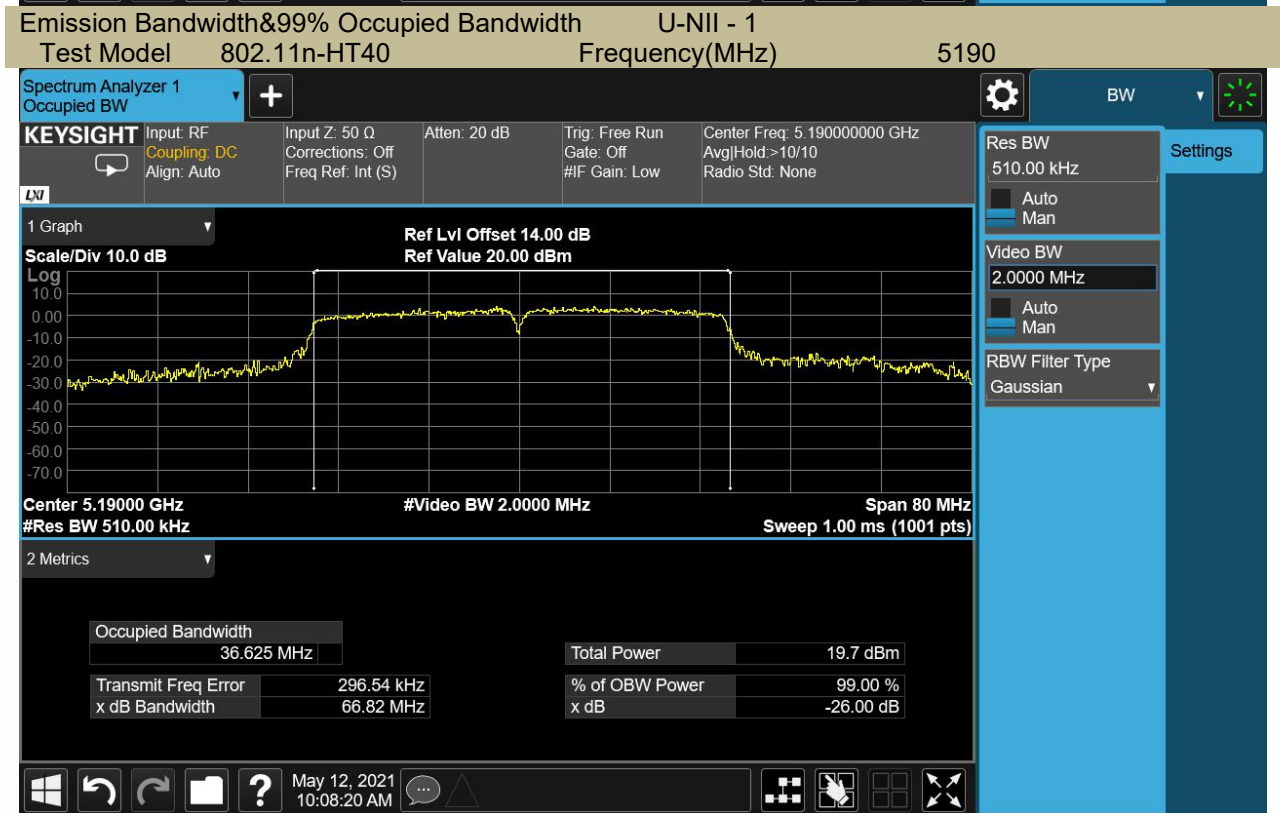 Emission Bandwidth&99% Occupied Bandwidth U-NII - 1
Test Model 802.11n-HT40 Frequency(MHz) 5190
Spectrum Analyzer 1
Occupied BW
+
BW
KEYSIGHT
LXI
Input: RF
Coupling: DC
Align: Auto
Input Z: 50 Ω
Corrections: Off
Freq Ref: Int (S)
Atten: 20 dB
Trig: Free Run
Gate: Off
#IF Gain: Low
Center Freq: 5.190000000 GHz
Avg|Hold:>10/10
Radio Std: None
Res BW
510.00 kHz
Auto
Man
Settings
Video BW
2.0000 MHz
Auto
Man
RBW Filter Type
Gaussian
1 Graph
Scale/Div 10.0 dB
Ref Lvl Offset 14.00 dB
Ref Value 20.00 dBm
Log
10.0
0.00
-10.0
-20.0
-30.0
-40.0
-50.0
-60.0
-70.0
Center 5.19000 GHz
#Video BW 2.0000 MHz
Span 80 MHz
#Res BW 510.00 kHz
Sweep 1.00 ms (1001 pts)
2 Metrics
Occupied Bandwidth
36.625 MHz
Total Power 19.7 dBm
Transmit Freq Error 296.54 kHz
% of OBW Power 99.00 %
x dB Bandwidth 66.82 MHz
x dB -26.00 dB
?
May 12, 2021
10:08:20 AM